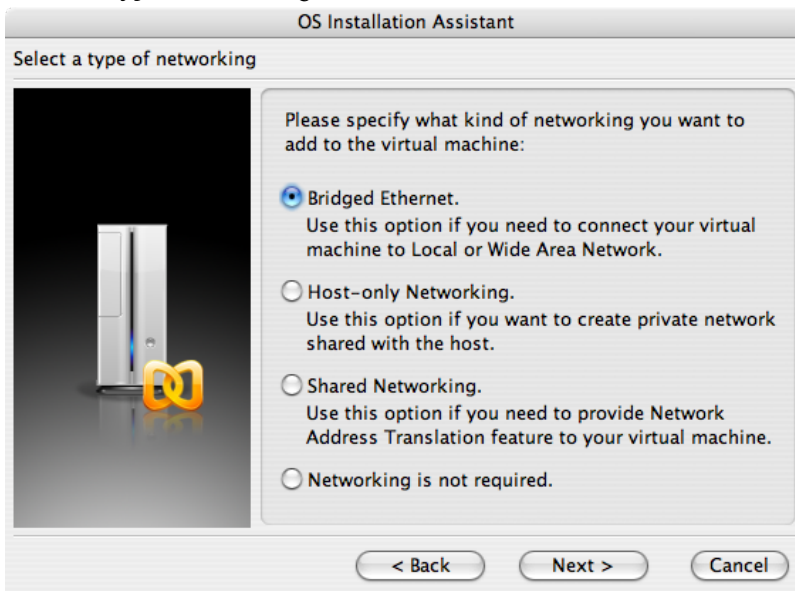 OS Installation Assistant
Select a type of networking
Please specify what kind of networking you want to
add to the virtual machine:
Bridged Ethernet.
Use this option if you need to connect your virtual
machine to Local or Wide Area Network.
Host-only Networking.
Use this option if you want to create private network
shared with the host.
Shared Networking.
Use this option if you need to provide Network
Address Translation feature to your virtual machine.
Networking is not required.
< Back
Next >
Cancel